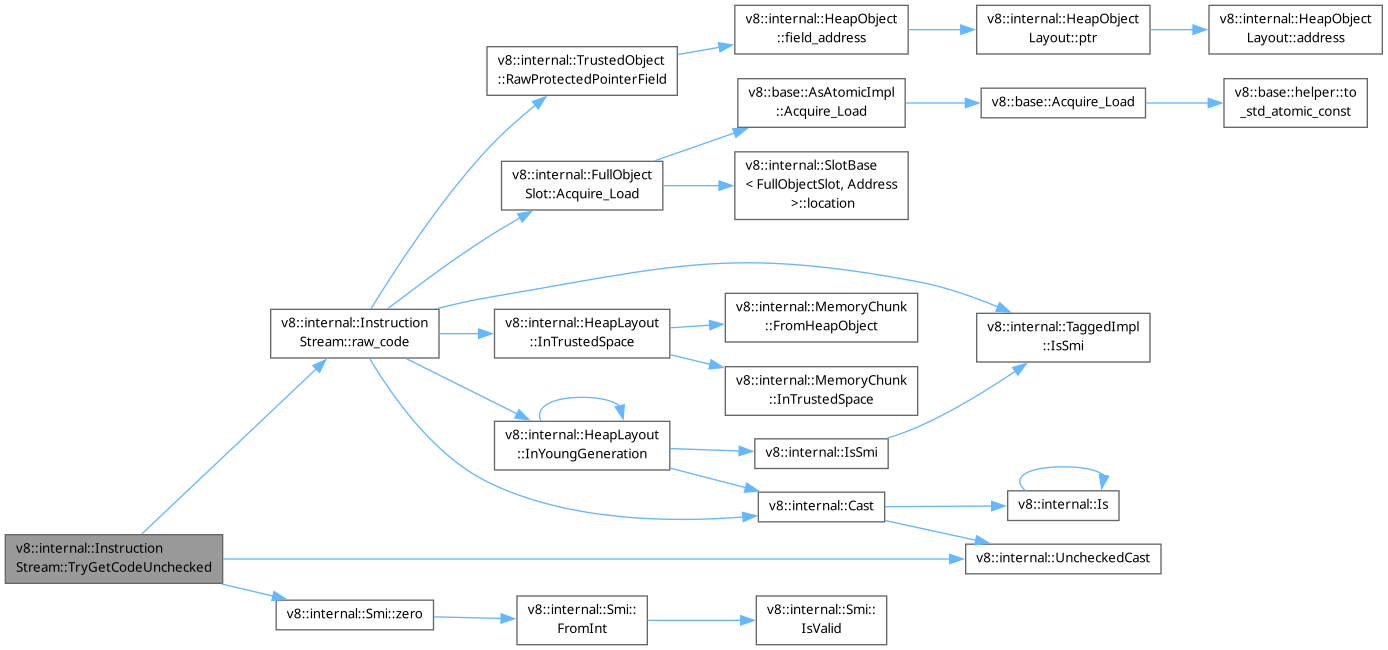 v8::internal::HeapObject
::field_address
v8::internal::HeapObject
Layout::ptr
v8::internal::HeapObject
Layout::address
v8::internal::TrustedObject
::RawProtectedPointerField
v8::base::AsAtomicImpl
::Acquire_Load
v8::base::Acquire_Load
v8::base::helper::to
_std_atomic_const
v8::internal::FullObject
Slot::Acquire_Load
v8::internal::SlotBase
< FullObjectSlot, Address
>::location
v8::internal::Instruction
Stream::raw_code
v8::internal::HeapLayout
::InTrustedSpace
v8::internal::MemoryChunk
::FromHeapObject
v8::internal::TaggedImpl
::IsSmi
v8::internal::MemoryChunk
::InTrustedSpace
v8::internal::HeapLayout
::InYoungGeneration
v8::internal::IsSmi
v8::internal::Cast
v8::internal::Is
v8::internal::Instruction
Stream::TryGetCodeUnchecked
v8::internal::UncheckedCast
v8::internal::Smi::zero
v8::internal::Smi::
FromInt
v8::internal::Smi::
IsValid